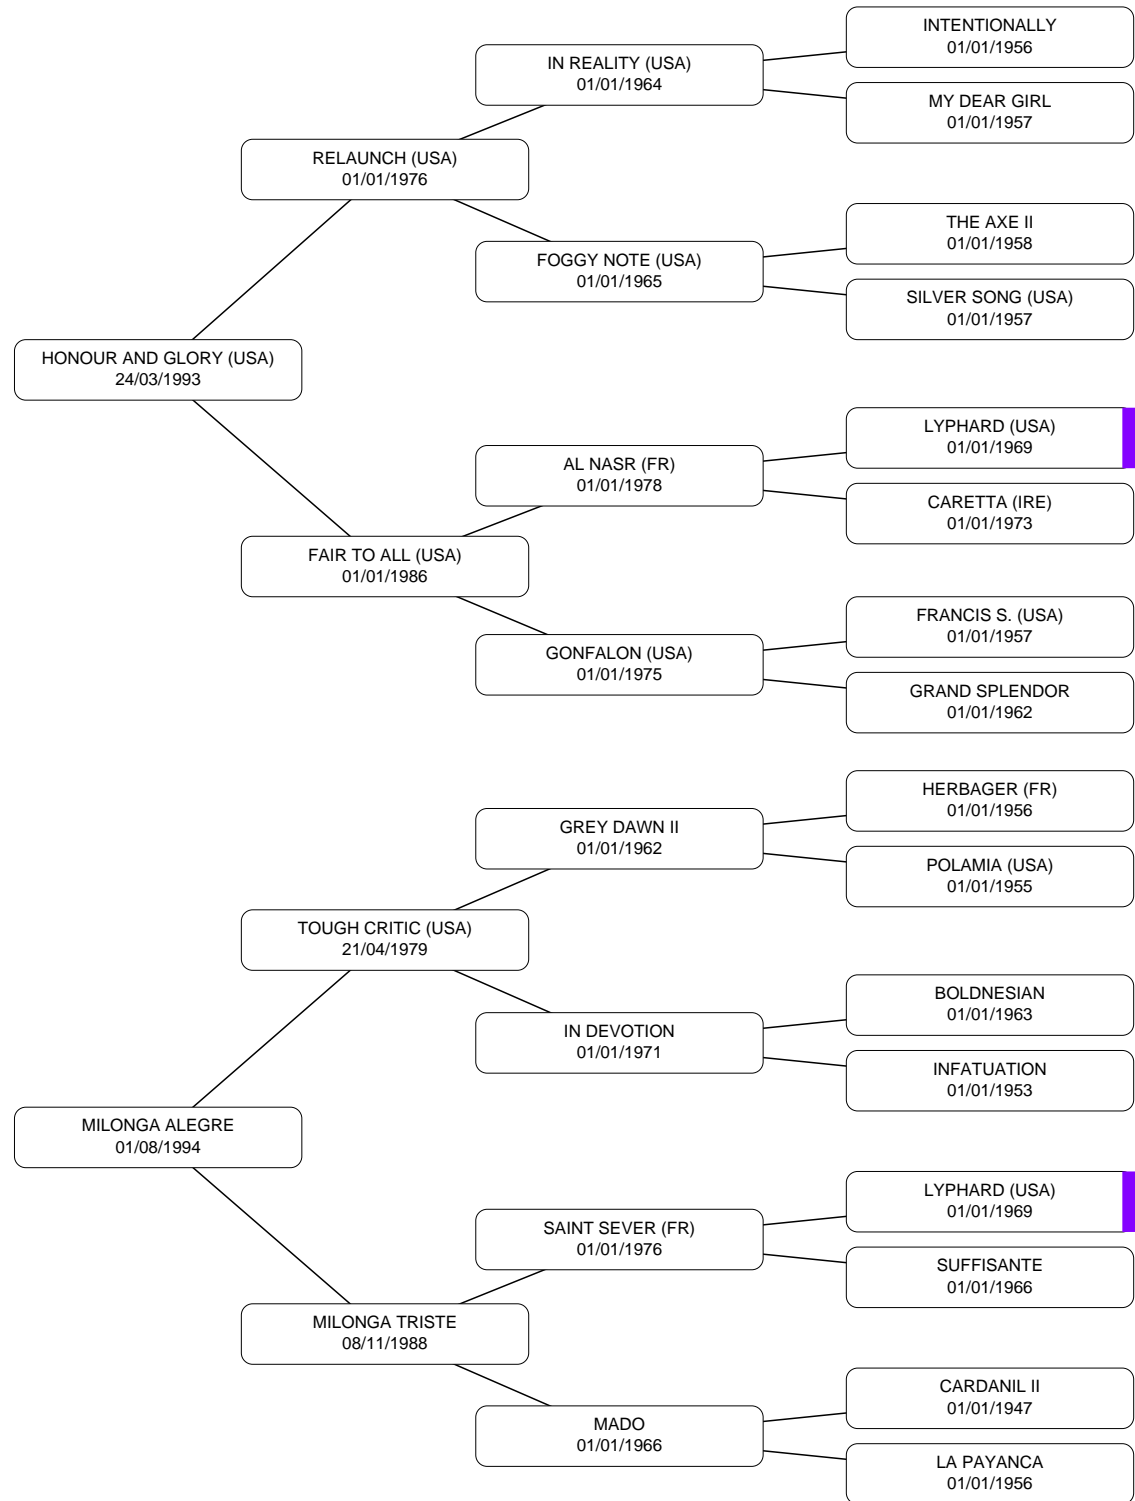 INTENTIONALLY
01/01/1956
IN REALITY (USA)
01/01/1964
MY DEAR GIRL
01/01/1957
RELAUNCH (USA)
01/01/1976
THE AXE II
01/01/1958
FOGGY NOTE (USA)
01/01/1965
SILVER SONG (USA)
01/01/1957
HONOUR AND GLORY (USA)
24/03/1993
LYPHARD (USA)
01/01/1969
AL NASR (FR)
01/01/1978
CARETTA (IRE)
01/01/1973
FAIR TO ALL (USA)
01/01/1986
FRANCIS S. (USA)
01/01/1957
GONFALON (USA)
01/01/1975
GRAND SPLENDOR
01/01/1962
HERBAGER (FR)
01/01/1956
GREY DAWN II
01/01/1962
POLAMIA (USA)
01/01/1955
TOUGH CRITIC (USA)
21/04/1979
BOLDNESIAN
01/01/1963
IN DEVOTION
01/01/1971
INFATUATION
01/01/1953
MILONGA ALEGRE
01/08/1994
LYPHARD (USA)
01/01/1969
SAINT SEVER (FR)
01/01/1976
SUFFISANTE
01/01/1966
MILONGA TRISTE
08/11/1988
CARDANIL II
01/01/1947
MADO
01/01/1966
LA PAYANCA
01/01/1956